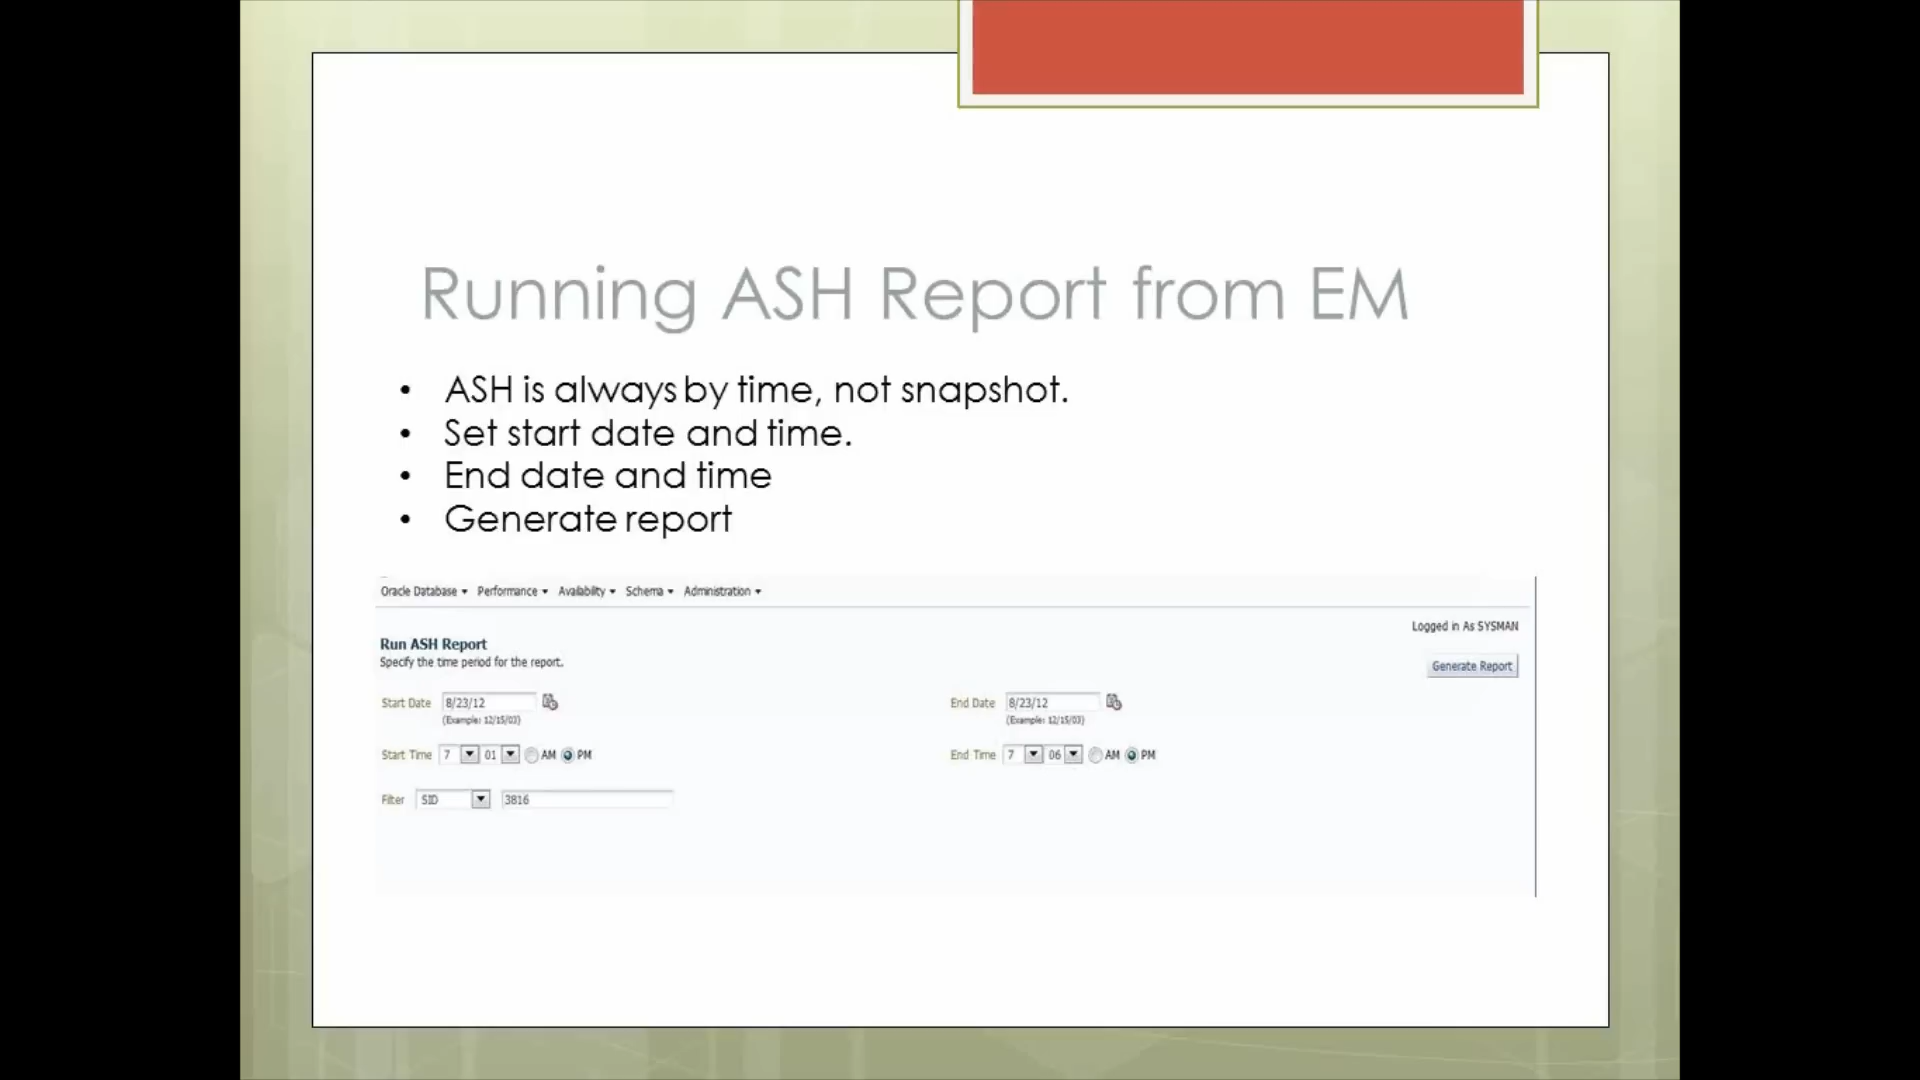 Running ASH Report from EM
• ASH is always by time, not snapshot.
• Set start date and time.
• End date and time
• Generate report
Oracle Database Performance Availability Schema Administration
Logged in As SYSMAN
Run ASH Report
Specify the time period for the report.
Generate Report
Start Date 8/23/12 End Date 8/23/12
(Example: 12/15/03) (Example: 12/15/03)
Start Time 7 01 AM PM End Time 7 06 AM PM
Filter SID 3816